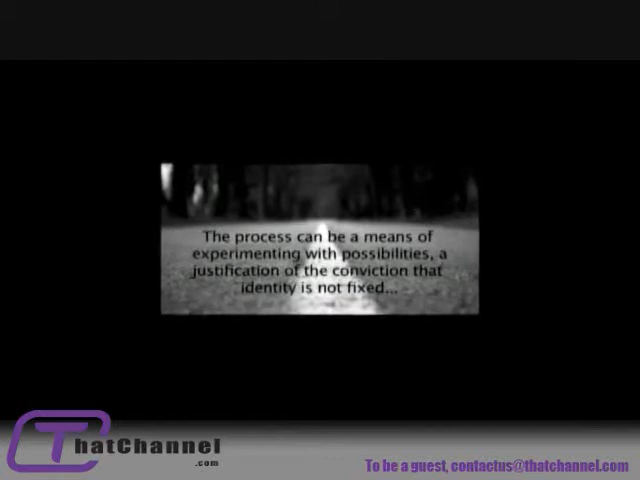 The process can be a means of
experimenting with possibilities, a
justification of the conviction that
identity is not fixed...
ThatChannel
.com
To be a guest, contactus@thatchannel.com